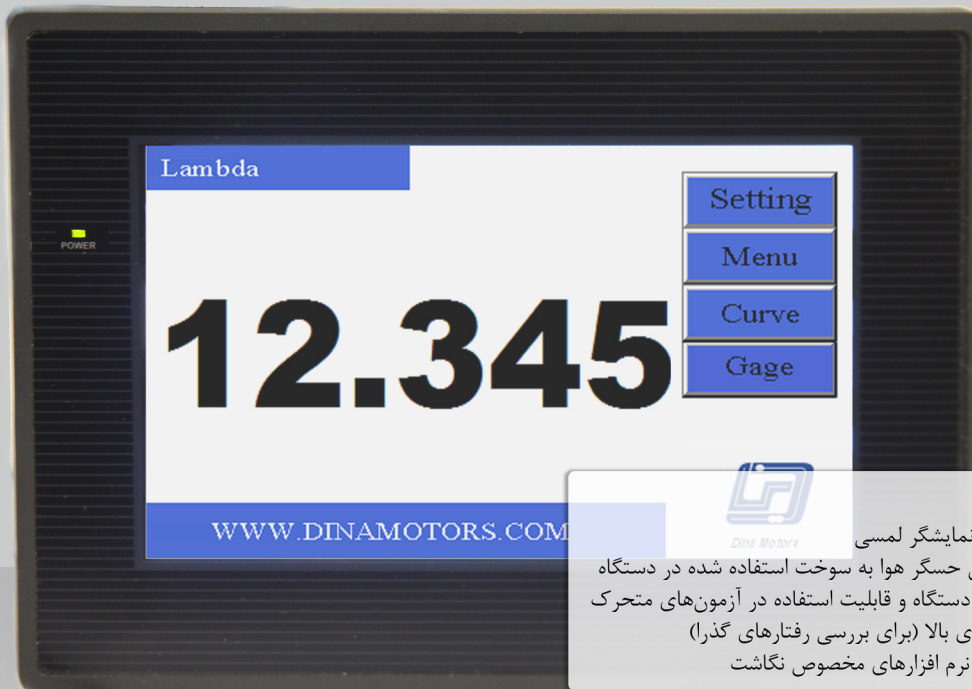 Lambda
Setting
POWER
Menu
12.345
Curve
Gage
WWW.DINAMOTORS.COM
Dina Motors
نمایشگر لمسی
حسگر هوا به سوخت استفاده شده در دستگاه
دستگاه و قابلیت استفاده در آزمون‌های متحرک
بالا (برای بررسی رفتارهای گذرا)
نرم افزارهای مخصوص نگاشت